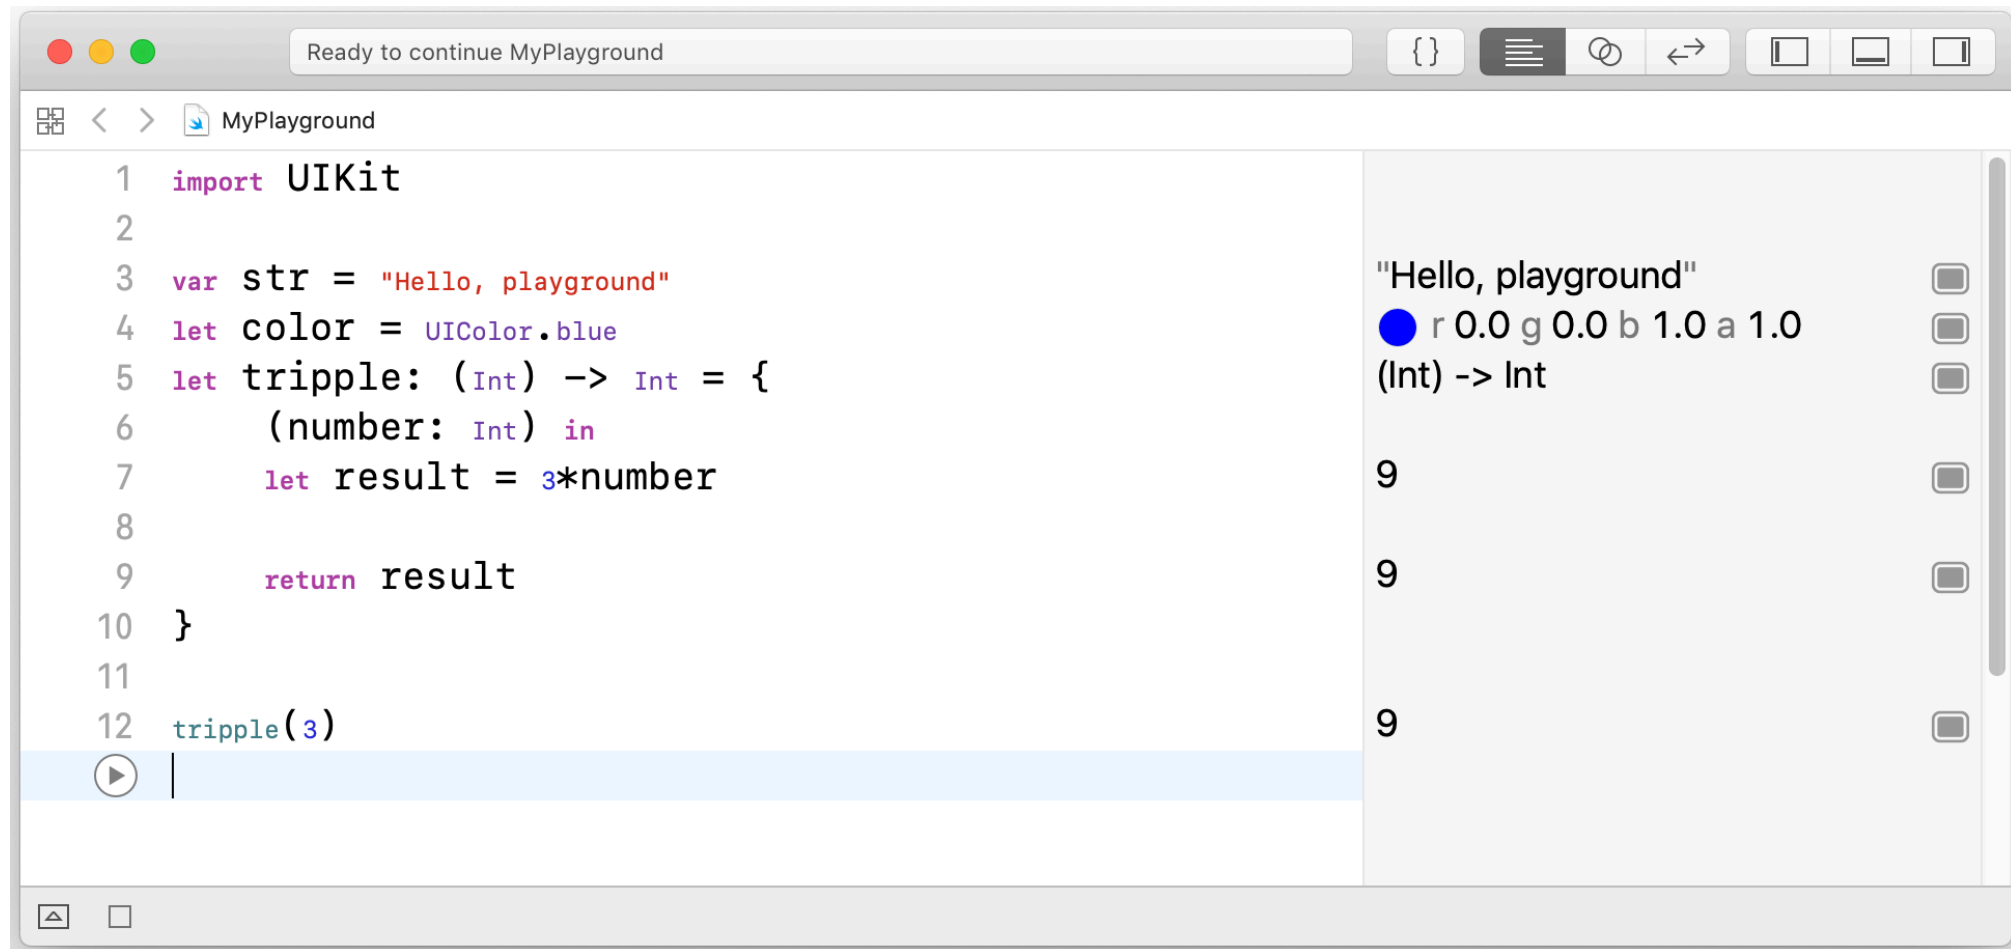 Ready to continue MyPlayground
{ }
MyPlayground
1 import UIKit
2
3 var str = "Hello, playground" "Hello, playground"
4 let color = UIColor.blue r 0.0 g 0.0 b 1.0 a 1.0
5 let tripple: (Int) -> Int = { (Int) -> Int
6 (number: Int) in
7 let result = 3*number 9
8
9 return result 9
10 }
11
12 tripple(3) 9